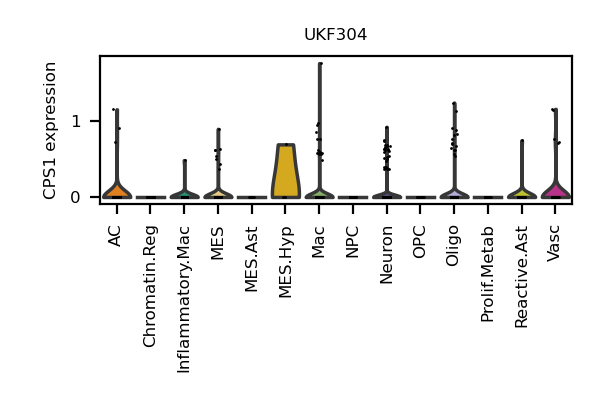 UKF304
CPS1 expression
1
0
AC
Chromatin.Reg
Inflammatory.Mac
MES
MES.Ast
MES.Hyp
Mac
NPC
Neuron
OPC
Oligo
Prolif.Metab
Reactive.Ast
Vasc